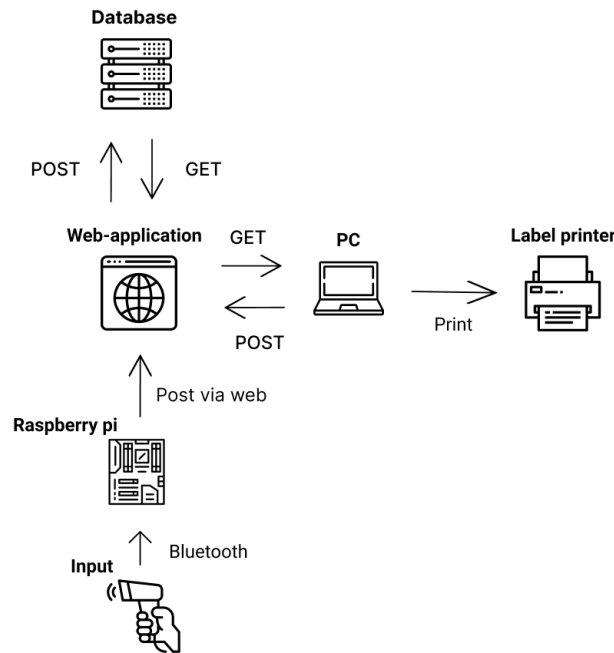 Database
POST
GET
Web-application
GET
PC
Label printer
POST
Print
Post via web
Raspberry pi
Bluetooth
Input